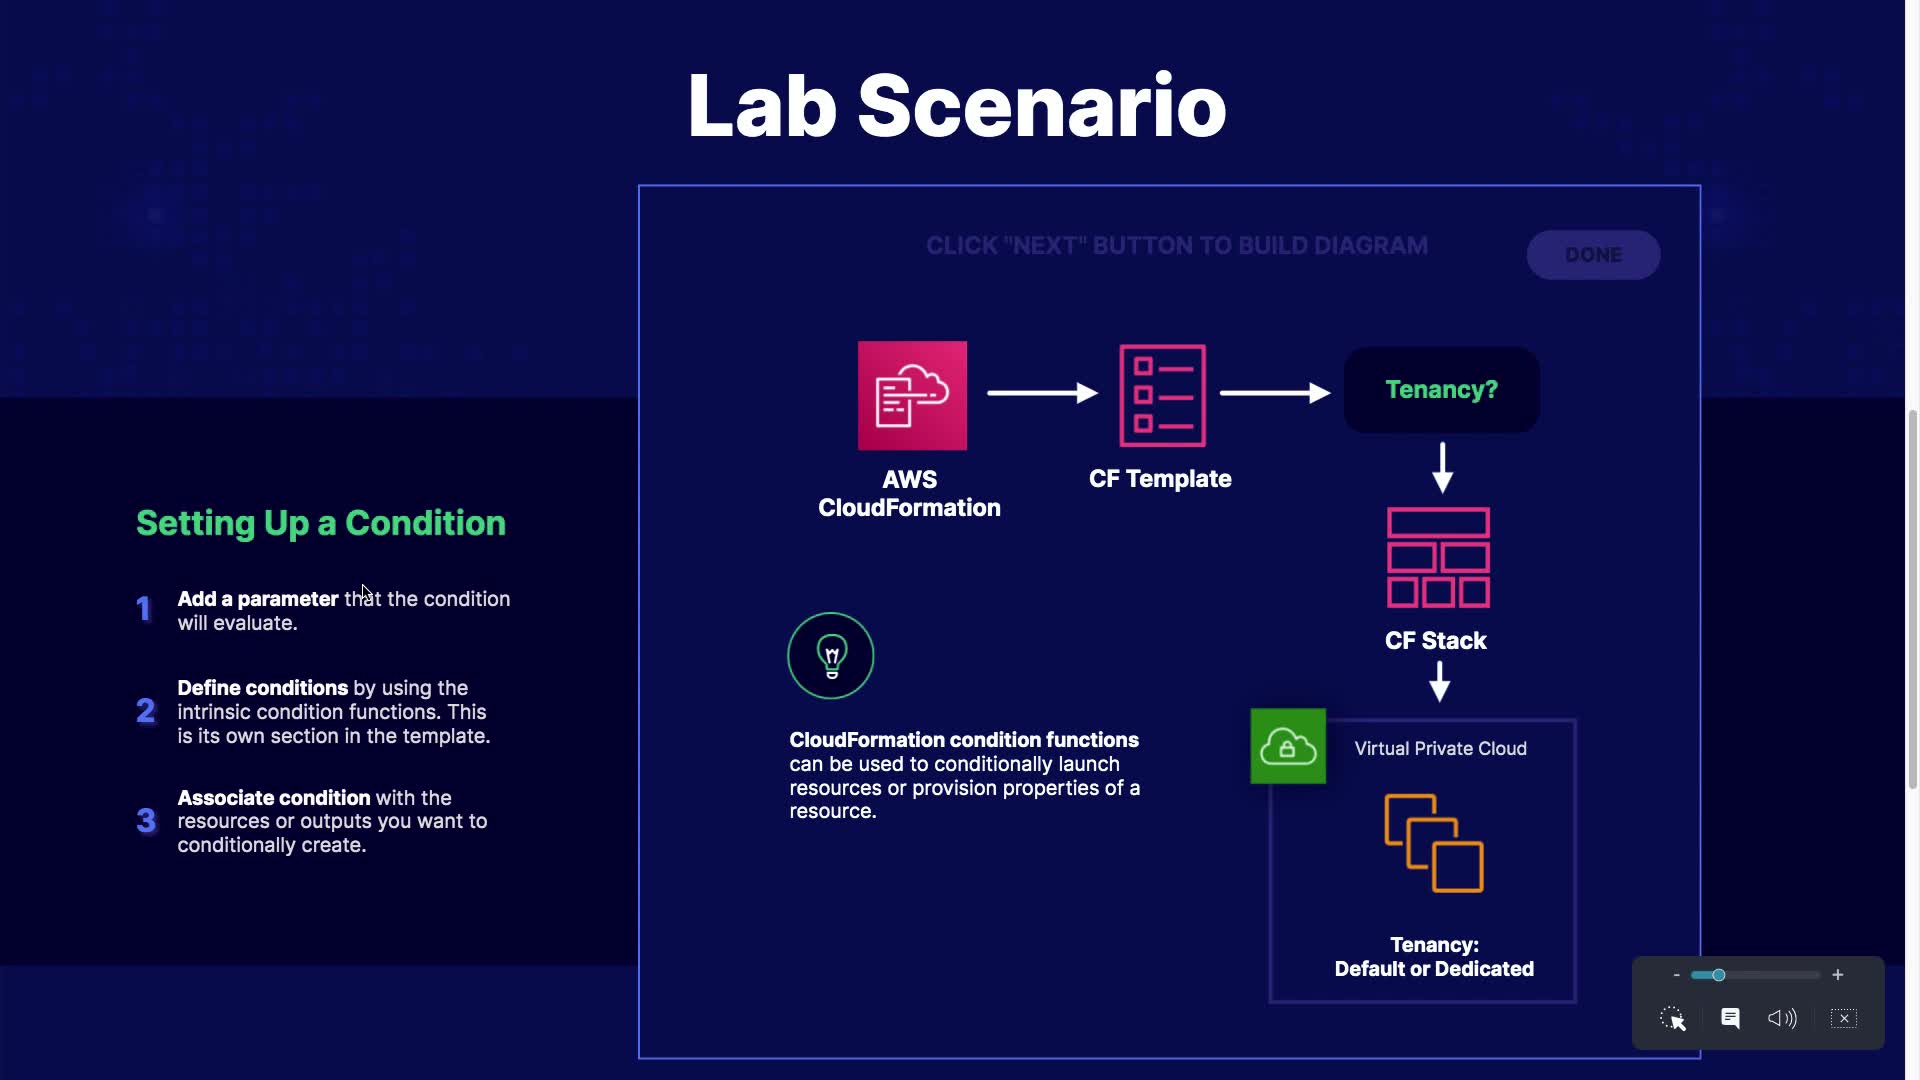 Lab Scenario
CLICK "NEXT" BUTTON TO BUILD DIAGRAM
DONE
Tenancy?
AWS
CloudFormation
CF Template
Setting Up a Condition
1
Add a parameter that the condition
will evaluate.
2
Define conditions by using the
intrinsic condition functions. This
is its own section in the template.
3
Associate condition with the
resources or outputs you want to
conditionally create.
CF Stack
CloudFormation condition functions
can be used to conditionally launch
resources or provision properties of a
resource.
Virtual Private Cloud
Tenancy:
Default or Dedicated
- +